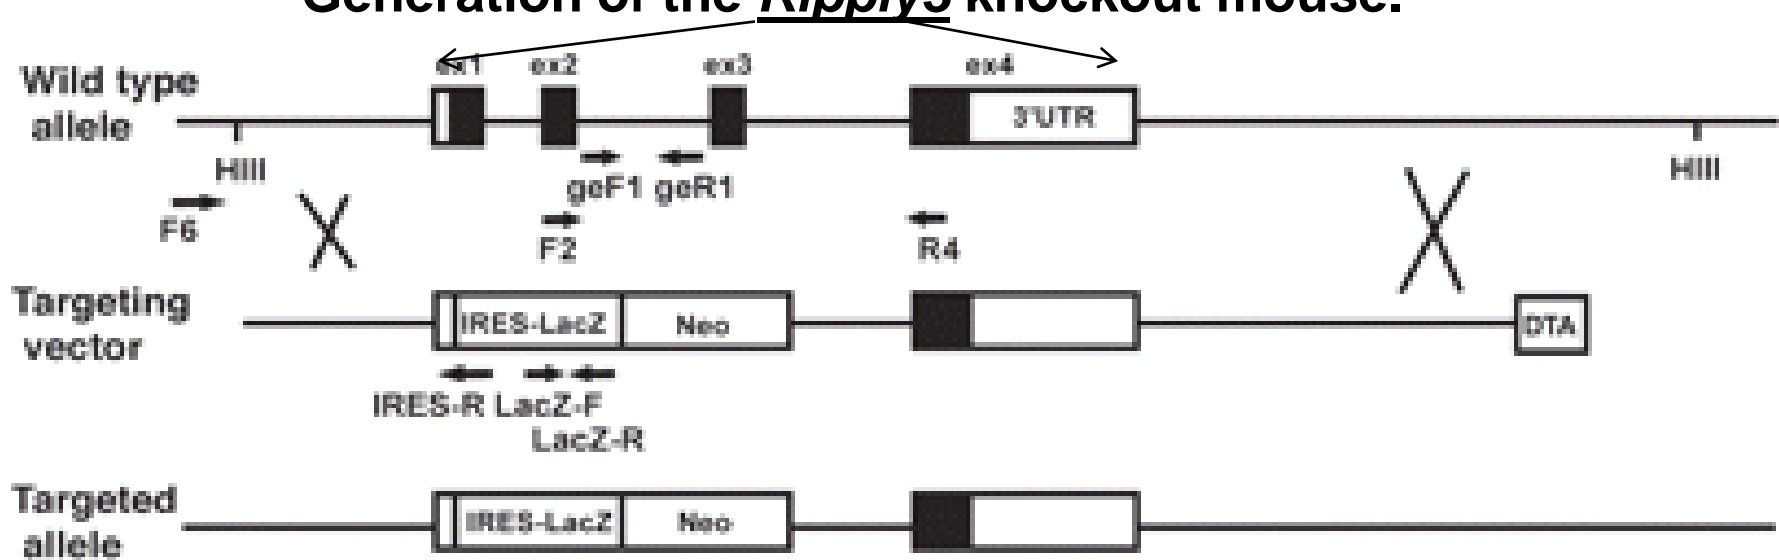 Generation of the Ripply3 knockout mouse.
ex1 ex2 ex3 ex4
Wild type
allele
3'UTR
HIII HIII
geF1 geR1
F6
F2 R4
Targeting
vector
IRES-LacZ Neo DTA
IRES-R LacZ-F
LacZ-R
Targeted
allele
IRES-LacZ Neo